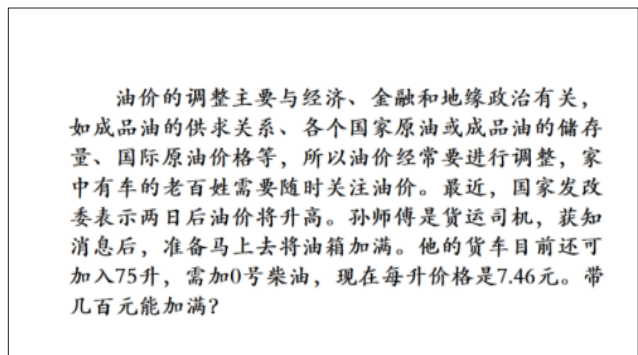 油价的调整主要与经济、金融和地缘政治有关，
如成品油的供求关系、各个国家原油或成品油的储存
量、国际原油价格等，所以油价经常要进行调整，家
中有车的老百姓需要随时关注油价。最近，国家发改
委表示两日后油价将升高。孙师傅是货运司机，获知
消息后，准备马上去将油箱加满。他的货车目前还可
加入75升，需加0号柴油，现在每升价格是7.46元。带
几百元能加满？